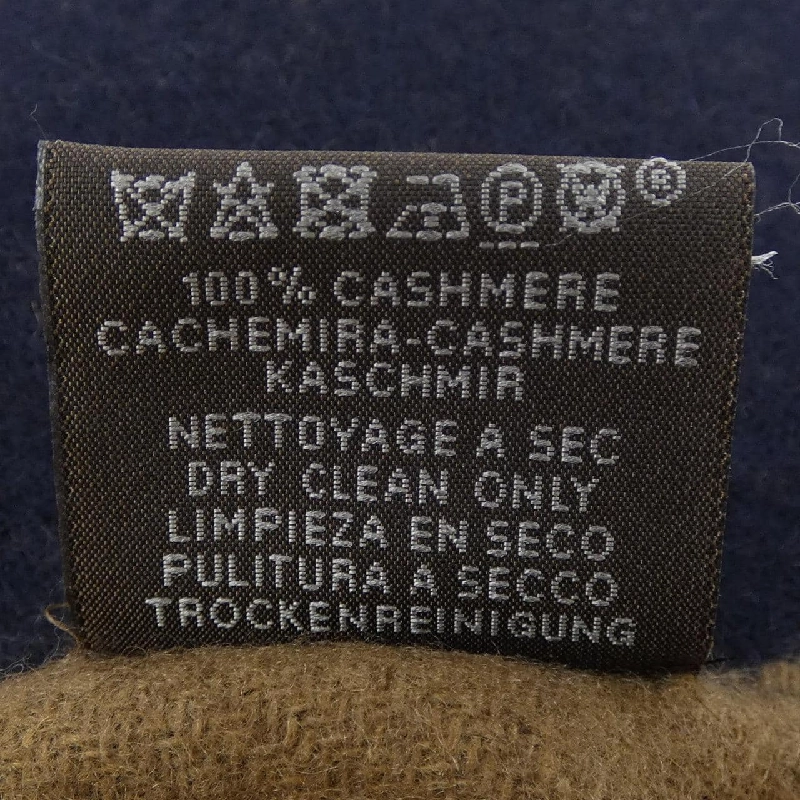 P
®
100% CASHMERE
CACHEMIRA-CASHMERE
KASCHMIR
NETTOYAGE A SEC
DRY CLEAN ONLY
LIMPIEZA EN SECO
PULITURA A SECCO
TROCKENREINIGUNG